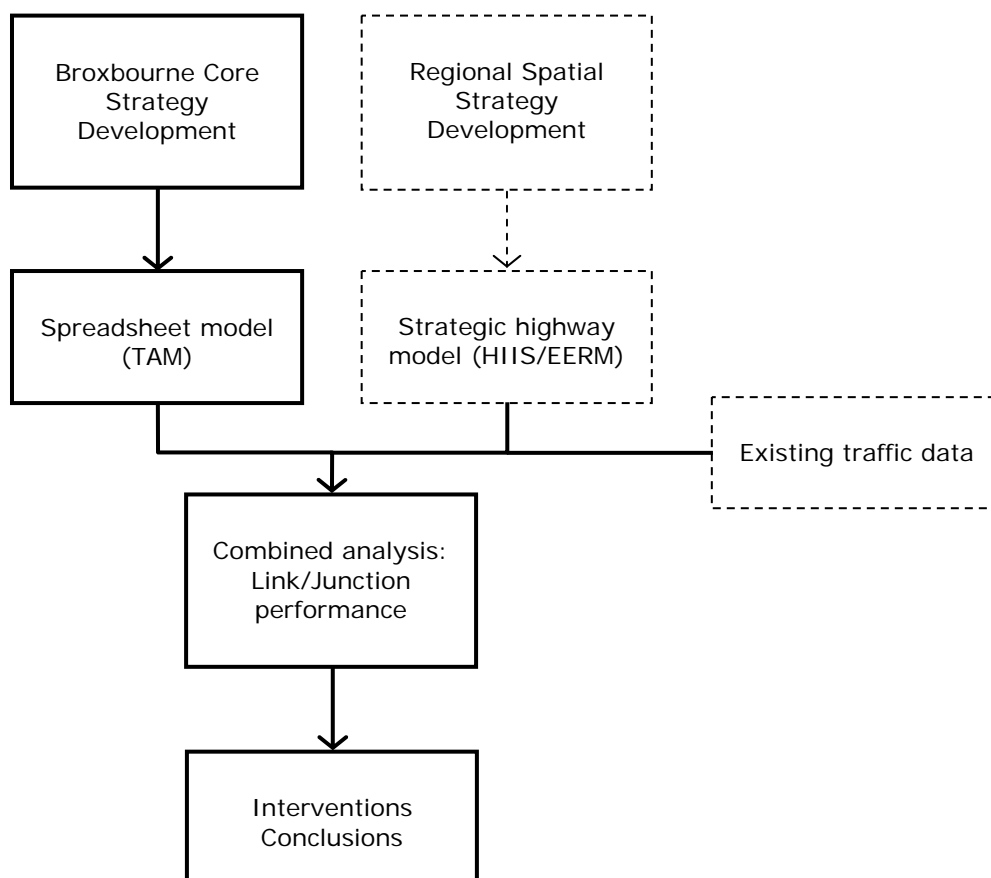 Broxbourne Core
Strategy
Development
Regional Spatial
Strategy
Development
Spreadsheet model
(TAM)
Strategic highway
model (HIIS/EERM)
Existing traffic data
Combined analysis:
Link/Junction
performance
Interventions
Conclusions